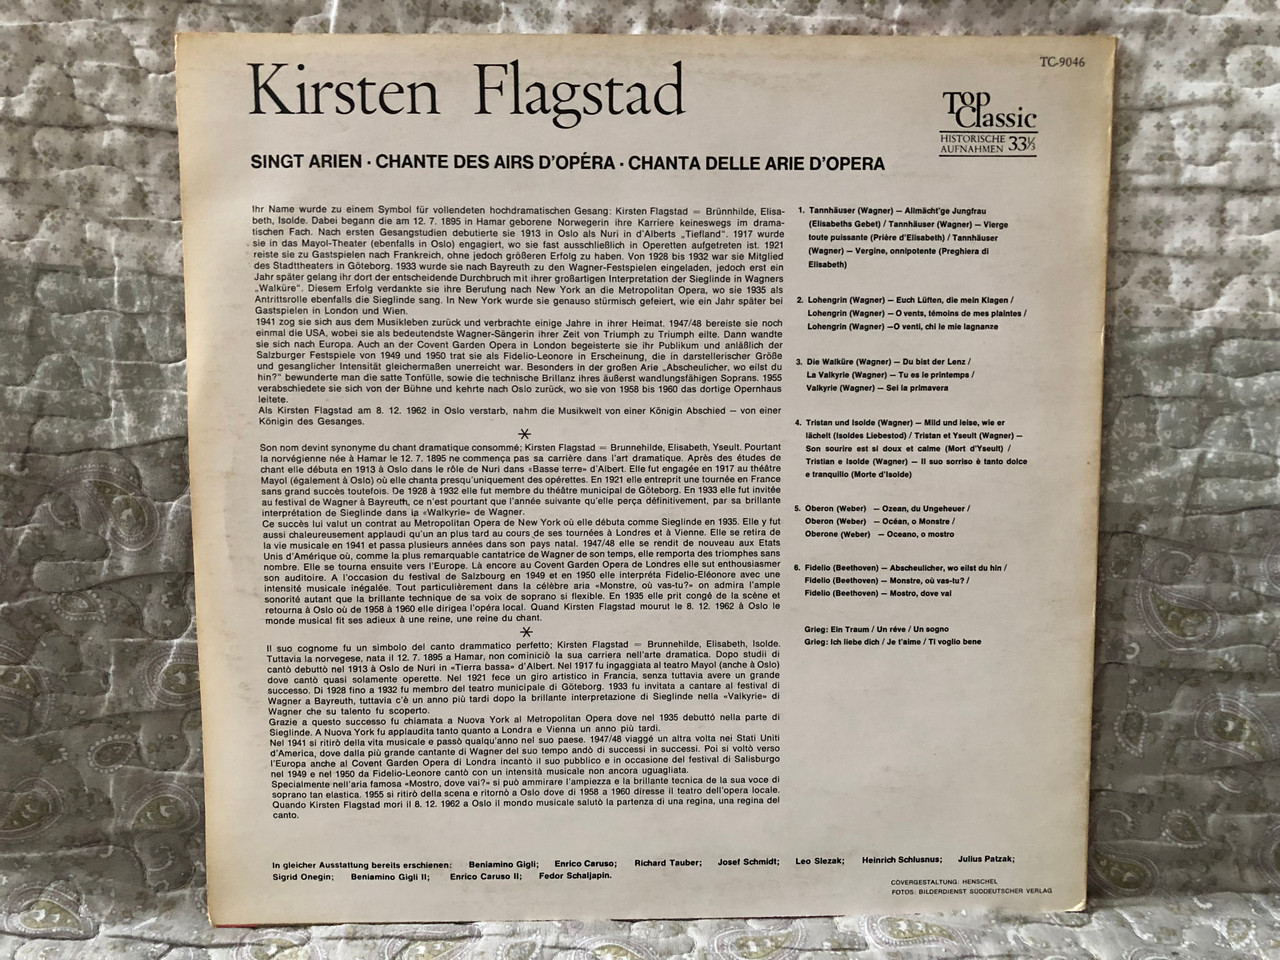 Kirsten Flagstad
TC-9046
Top
Classic
HISTORISCHE
AUFNAHMEN 33⅓
SINGT ARIEN · CHANTE DES AIRS D'OPÉRA · CHANTA DELLE ARIE D'OPERA
Ihr Name wurde zu einem Symbol für vollendeten hochdramatischen Gesang: Kirsten Flagstad = Brünnhilde, Elisa-
beth, Isolde. Dabei begann die am 12. 7. 1895 in Hamar geborene Norwegerin ihre Karriere keineswegs im drama-
tischen Fach. Nach ersten Gesangstudien debutierte sie 1913 in Oslo als Nuri in d'Alberts „Tiefland". 1917 wurde
sie in das Mayol-Theater (ebenfalls in Oslo) engagiert, wo sie fast ausschließlich in Operetten aufgetreten ist. 1921
reiste sie zu Gastspielen nach Frankreich, ohne jedoch größeren Erfolg zu haben. Von 1928 bis 1932 war sie Mitglied
des Stadttheaters in Göteborg. 1933 wurde sie nach Bayreuth zu den Wagner-Festspielen eingeladen, jedoch erst ein
Jahr später gelang ihr dort der entscheidende Durchbruch mit ihrer großartigen Interpretation der Sieglinde in Wagners
„Walküre". Diesem Erfolg verdankte sie ihre Berufung nach New York an die Metropolitan Opera, wo sie 1935 als
Antrittsrolle ebenfalls die Sieglinde sang. In New York wurde sie genauso stürmisch gefeiert, wie ein Jahr später bei
Gastspielen in London und Wien.
1941 zog sie sich aus dem Musikleben zurück und verbrachte einige Jahre in ihrer Heimat. 1947/48 bereiste sie noch
einmal die USA, wobei sie als bedeutendste Wagner-Sängerin ihrer Zeit von Triumph zu Triumph eilte. Dann wandte
sie sich nach Europa. Auch an der Covent Garden Opera in London begeisterte sie ihr Publikum und anläßlich der
Salzburger Festspiele von 1949 und 1950 trat sie als Fidelio-Leonore in Erscheinung, die in darstellerischer Größe
und gesanglicher Intensität gleichermaßen unerreicht war. Besonders in der großen Arie „Abscheulicher, wo eilst du
hin?" bewunderte man die satte Tonfülle, sowie die technische Brillanz ihres äußerst wandlungsfähigen Soprans. 1955
verabschiedete sie sich von der Bühne und kehrte nach Oslo zurück, wo sie von 1958 bis 1960 das dortige Opernhaus
leitete.
Als Kirsten Flagstad am 8. 12. 1962 in Oslo verstarb, nahm die Musikwelt von einer Königin Abschied – von einer
Königin des Gesanges.
Son nom devint synonyme du chant dramatique consommé; Kirsten Flagstad = Brunnehilde, Elisabeth, Yseult. Pourtant
la norvégienne née à Hamar le 12. 7. 1895 ne commença pas sa carrière dans l'art dramatique. Après des études de
chant elle débuta en 1913 à Oslo dans le rôle de Nuri dans «Basse terre» d'Albert. Elle fut engagée en 1917 au théâtre
Mayol (également à Oslo) où elle chanta presqu'uniquement des opérettes. En 1921 elle entreprit une tournée en France
sans grand succès toutefois. De 1928 à 1932 elle fut membre du théâtre municipal de Göteborg. En 1933 elle fut invitée
au festival de Wagner à Bayreuth, ce n'est pourtant que l'année suivante qu'elle perça définitivement, par sa brillante
interprétation de Sieglinde dans la «Walkyrie» de Wagner.
Ce succès lui valut un contrat au Metropolitan Opera de New York où elle débuta comme Sieglinde en 1935. Elle y fut
aussi chaleureusement applaudi qu'un an plus tard au cours de ses tournées à Londres et à Vienne. Elle se retira de
la vie musicale en 1941 et passa plusieurs années dans son pays natal. 1947/48 elle se rendit de nouveau aux Etats
Unis d'Amérique où, comme la plus remarquable cantatrice de Wagner de son temps, elle remporta des triomphes sans
nombre. Elle se tourna ensuite vers l'Europe. Là encore au Covent Garden Opera de Londres elle sut enthousiasmer
son auditoire. A l'occasion du festival de Salzbourg en 1949 et en 1950 elle interpréta Fidelio-Eléonore avec une
intensité musicale inégalée. Tout particulièrement dans la célèbre aria «Monstre, où vas-tu?» on admira l'ample
sonorité autant que la brillante technique de sa voix de soprano si flexible. En 1935 elle prit congé de la scène et
retourna à Oslo où de 1958 à 1960 elle dirigea l'opéra local. Quand Kirsten Flagstad mourut le 8. 12. 1962 à Oslo le
monde musical fit ses adieux à une reine, une reine du chant.
Il suo cognome fu un simbolo del canto drammatico perfetto; Kirsten Flagstad = Brunnehilde, Elisabeth, Isolde.
Tuttavia la norvegese, nata il 12. 7. 1895 a Hamar, non cominiciò la sua carriera nell'arte dramatica. Dopo studii di
cantò debuttò nel 1913 à Oslo de Nuri in «Tierra bassa» d'Albert. Nel 1917 fu ingaggiata al teatro Mayol (anche à Oslo)
dove cantò quasi solamente operette. Nel 1921 fece un giro artistico in Francia, senza tuttavia avere un grande
successo. Di 1928 fino a 1932 fu membro del teatro municipale di Göteborg. 1933 fu invitata a cantare al festival di
Wagner a Bayreuth, tuttavia c'è un anno più tardi dopo la brillante interpretazione di Sieglinde nella «Valkyrie» di
Wagner che su talento fu scoperto.
Grazie a questo successo fu chiamata a Nuova York al Metropolitan Opera dove nel 1935 debuttó nella parte di
Sieglinde. A Nuova York fu applaudita tanto quanto a Londra e Vienna un anno più tardi.
Nel 1941 si ritirò della vita musicale e passò qualqu'anno nel suo paese. 1947/48 viaggé un altra volta nei Stati Uniti
d'America, dove dalla più grande cantante di Wagner del suo tempo andò di successi in successi. Poi si voltò verso
l'Europa anche al Covent Garden Opera di Londra incantò il suo pubblico e in occasione del festival di Salisburgo
nel 1949 e nel 1950 da Fidelio-Leonore cantò con un intensità musicale non ancora uguagliata.
Specialmente nell'aria famosa «Mostro, dove vai?» si può ammirare l'ampiezza e la brillante tecnica de la sua voce di
soprano tan elastica. 1955 si ritirò della scena e ritornò a Oslo dove di 1958 a 1960 diresse il teatro dell'opera locale.
Quando Kirsten Flagstad mori il 8. 12. 1962 a Oslo il mondo musicale salutò la partenza di una regina, una regina del
canto.
1. Tannhäuser (Wagner) – Allmächt'ge Jungfrau
(Elisabeths Gebet) / Tannhäuser (Wagner) – Vierge
toute puissante (Prière d'Elisabeth) / Tannhäuser
(Wagner) – Vergine, onnipotente (Preghiera di
Elisabeth)
2. Lohengrin (Wagner) – Euch Lüften, die mein Klagen /
Lohengrin (Wagner) – O vents, témoins de mes plaintes /
Lohengrin (Wagner) –O venti, chi le mie lagnanze
3. Die Walküre (Wagner) – Du bist der Lenz /
La Valkyrie (Wagner) – Tu es le printemps /
Valkyrie (Wagner) – Sei la primavera
4. Tristan und Isolde (Wagner) – Mild und leise, wie er
lächelt (Isoldes Liebestod) / Tristan et Yseult (Wagner) –
Son sourire est si doux et calme (Mort d'Yseult) /
Tristian e Isolde (Wagner) – Il suo sorriso è tanto dolce
e tranquillo (Morte d'Isolde)
5. Oberon (Weber) – Ozean, du Ungeheuer /
Oberon (Weber) – Océan, o Monstre /
Oberone (Weber) – Oceano, o mostro
6. Fidelio (Beethoven) – Abscheulicher, wo eilst du hin /
Fidelio (Beethoven) – Monstre, où vas-tu? /
Fidelio (Beethoven) – Mostro, dove vai
Grieg: Ein Traum / Un réve / Un sogno
Grieg: Ich liebe dich / Je t'aime / Ti voglio bene
In gleicher Ausstattung bereits erschienen: Beniamino Gigli; Enrico Caruso; Richard Tauber; Josef Schmidt; Leo Slezak; Heinrich Schlusnus; Julius Patzak;
Sigrid Onegin; Beniamino Gigli II; Enrico Caruso II; Fedor Schaljapin.
COVERGESTALTUNG: HENSCHEL
FOTOS: BILDERDIENST SÜDDEUTSCHER VERLAG